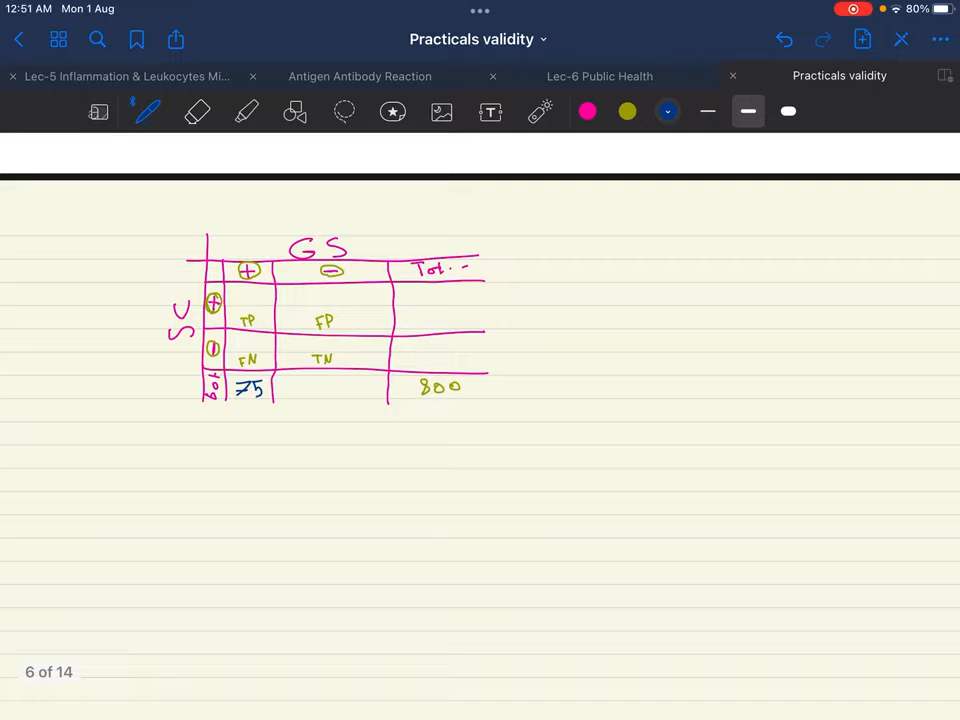 12:51 AM Mon 1 Aug 80%
Practicals validity
Lec-5 Inflammation & Leukocytes Mi... Antigen Antibody Reaction Lec-6 Public Health Practicals validity
GS
+ - Tot.
SC
+
TP FP
-
FN TN
tot 75 800
6 of 14